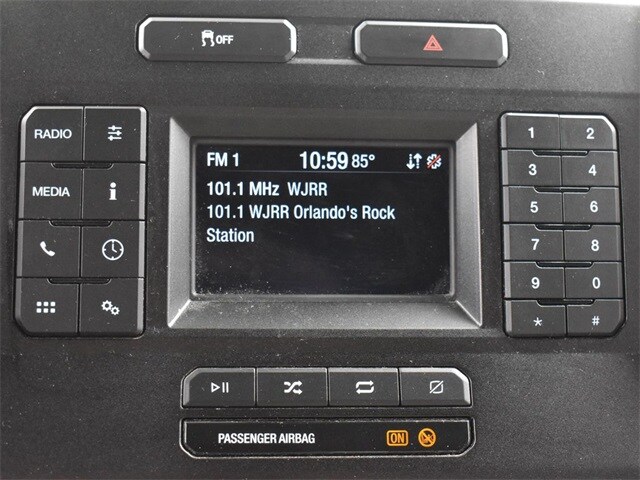 OFF
FM 1 10:59 85°
101.1 MHz WJRR
101.1 WJRR Orlando's Rock
Station
RADIO
MEDIA
i
1 2
3 4
5 6
7 8
9 0
* #
PASSENGER AIRBAG ON